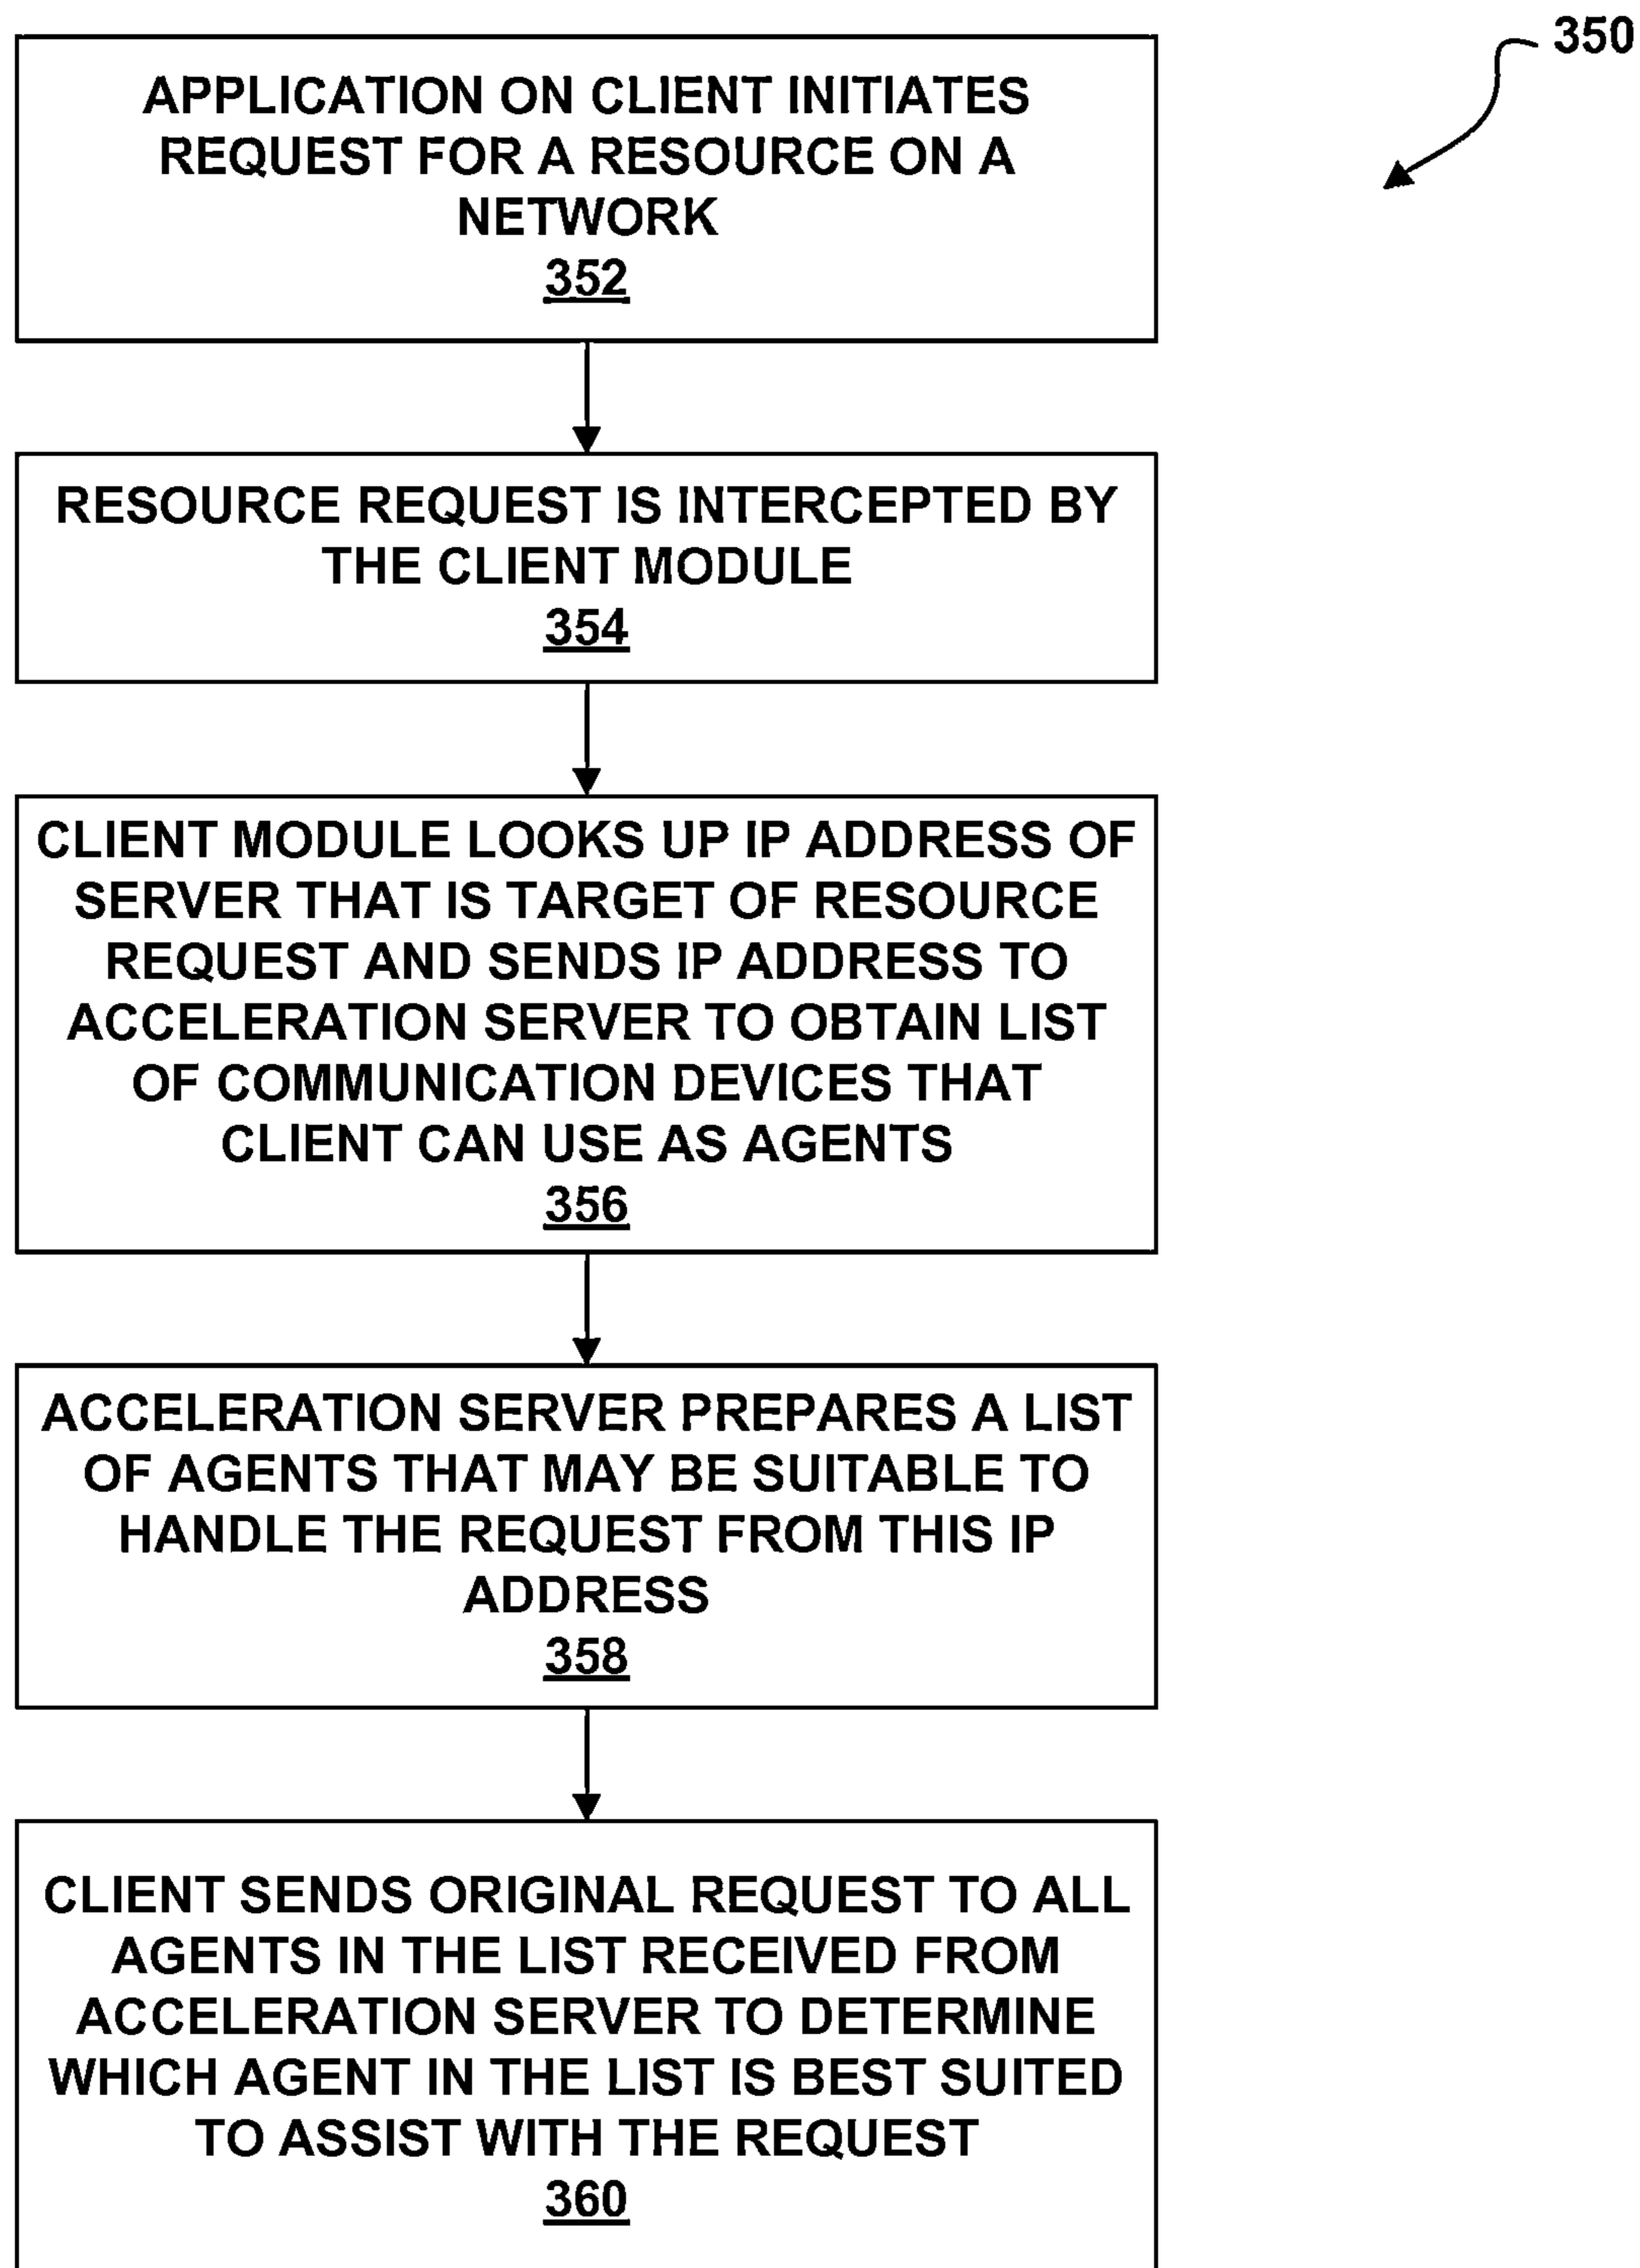 350
APPLICATION ON CLIENT INITIATES
REQUEST FOR A RESOURCE ON A
NETWORK
352
RESOURCE REQUEST IS INTERCEPTED BY
THE CLIENT MODULE
354
CLIENT MODULE LOOKS UP IP ADDRESS OF
SERVER THAT IS TARGET OF RESOURCE
REQUEST AND SENDS IP ADDRESS TO
ACCELERATION SERVER TO OBTAIN LIST
OF COMMUNICATION DEVICES THAT
CLIENT CAN USE AS AGENTS
356
ACCELERATION SERVER PREPARES A LIST
OF AGENTS THAT MAY BE SUITABLE TO
HANDLE THE REQUEST FROM THIS IP
ADDRESS
358
CLIENT SENDS ORIGINAL REQUEST TO ALL
AGENTS IN THE LIST RECEIVED FROM
ACCELERATION SERVER TO DETERMINE
WHICH AGENT IN THE LIST IS BEST SUITED
TO ASSIST WITH THE REQUEST
360